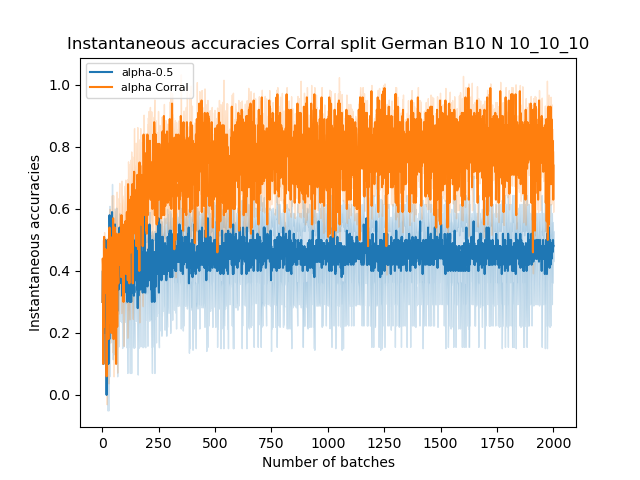 Instantaneous accuracies Corral split German B10 N 10_10_10
alpha-0.5
alpha Corral
1.0
0.8
0.6
0.4
0.2
0.0
Instantaneous accuracies
0 250 500 750 1000 1250 1500 1750 2000
Number of batches